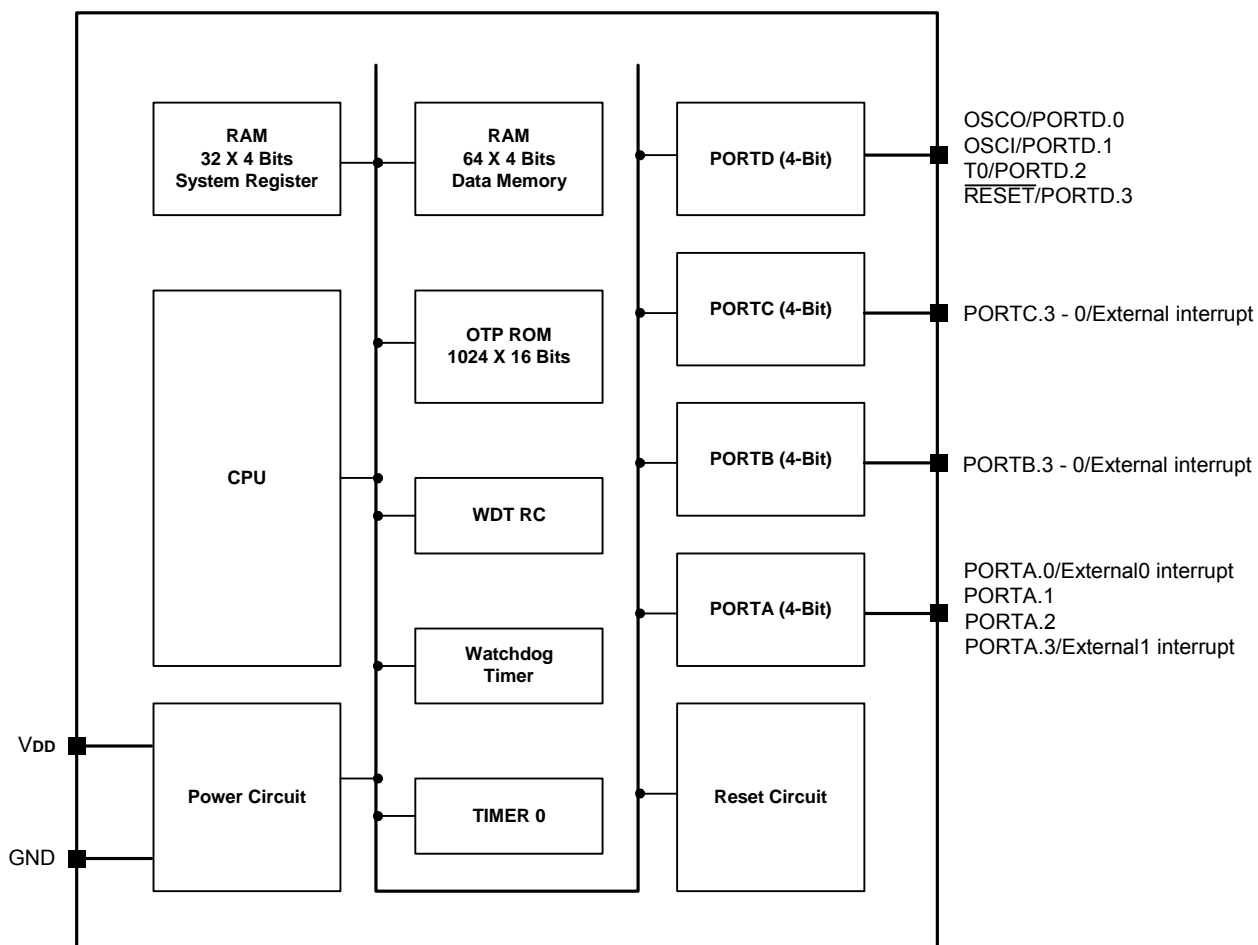 RAM
32 X 4 Bits
System Register
RAM
64 X 4 Bits
Data Memory
PORTD (4-Bit)
OSCO/PORTD.0
OSCI/PORTD.1
T0/PORTD.2
RESET/PORTD.3
CPU
OTP ROM
1024 X 16 Bits
PORTC (4-Bit)
PORTC.3 - 0/External interrupt
WDT RC
PORTB (4-Bit)
PORTB.3 - 0/External interrupt
Watchdog
Timer
PORTA (4-Bit)
PORTA.0/External0 interrupt
PORTA.1
PORTA.2
PORTA.3/External1 interrupt
VDD
GND
Power Circuit
TIMER 0
Reset Circuit